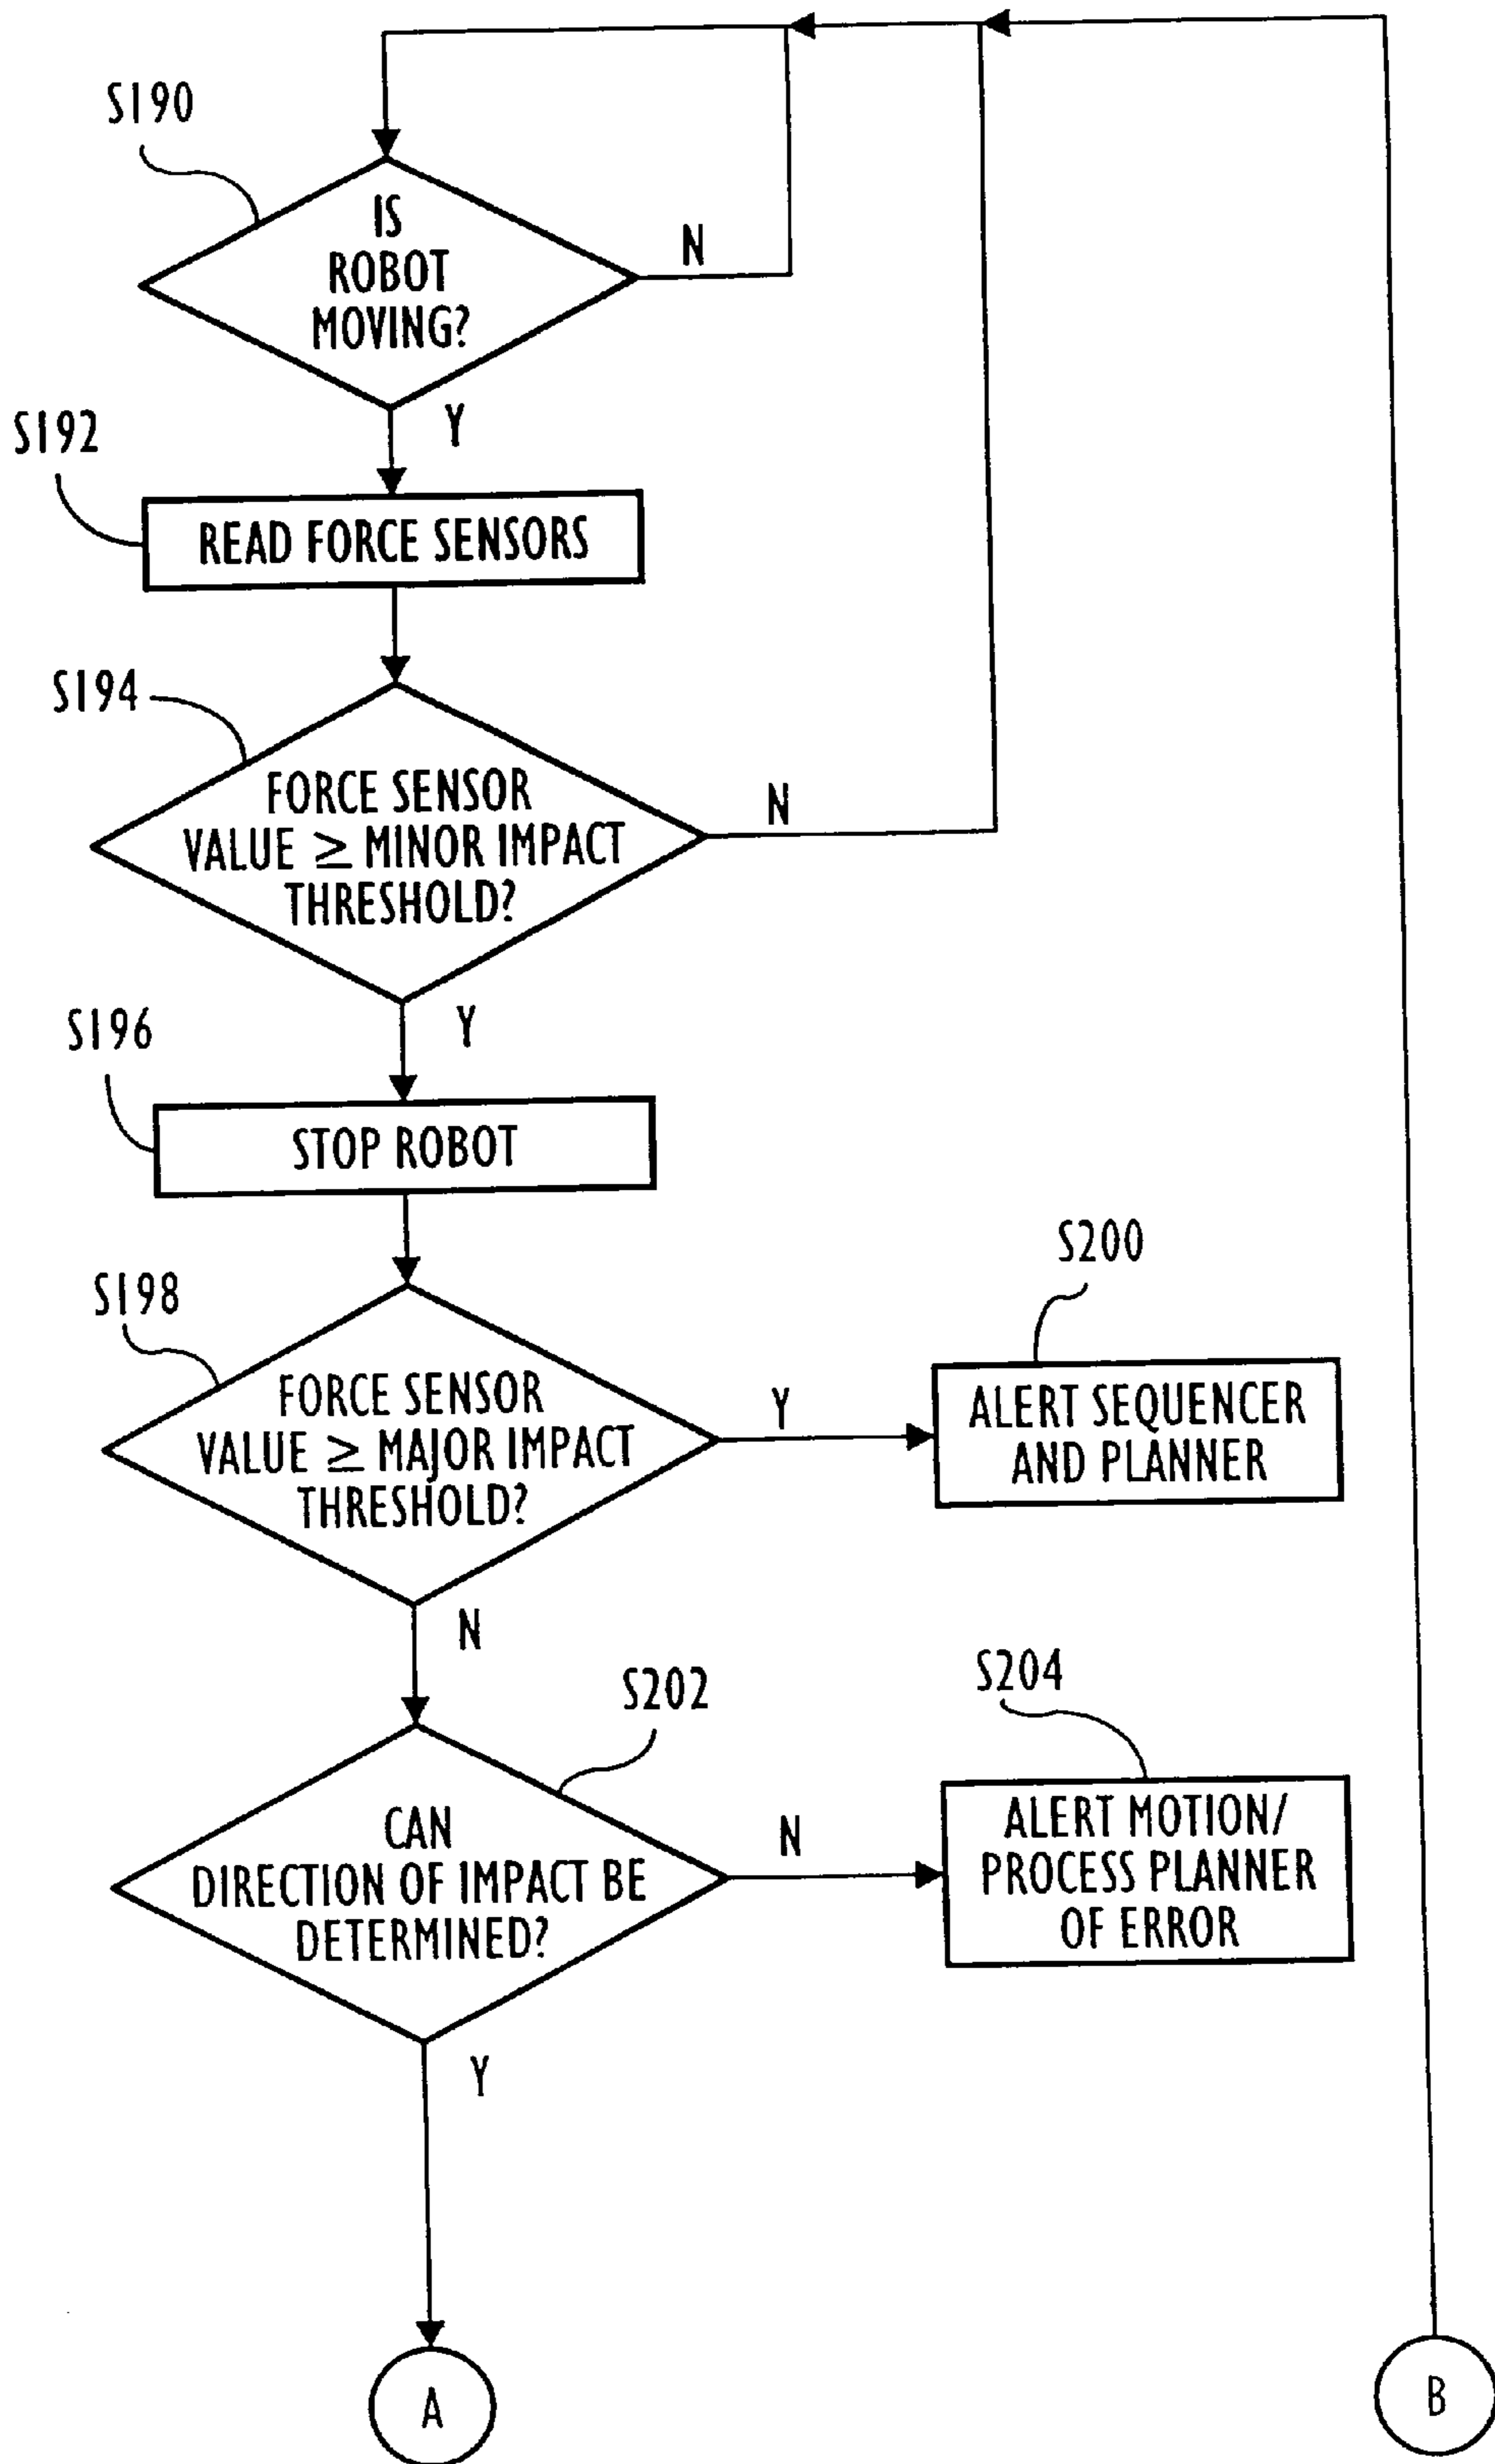 S190
IS
ROBOT
MOVING?
N
Y
S192
READ FORCE SENSORS
S194
FORCE SENSOR
VALUE ≥ MINOR IMPACT
THRESHOLD?
N
Y
S196
STOP ROBOT
S198
FORCE SENSOR
VALUE ≥ MAJOR IMPACT
THRESHOLD?
Y
S200
ALERT SEQUENCER
AND PLANNER
N
S202
CAN
DIRECTION OF IMPACT BE
DETERMINED?
N
S204
ALERT MOTION/
PROCESS PLANNER
OF ERROR
Y
A
B